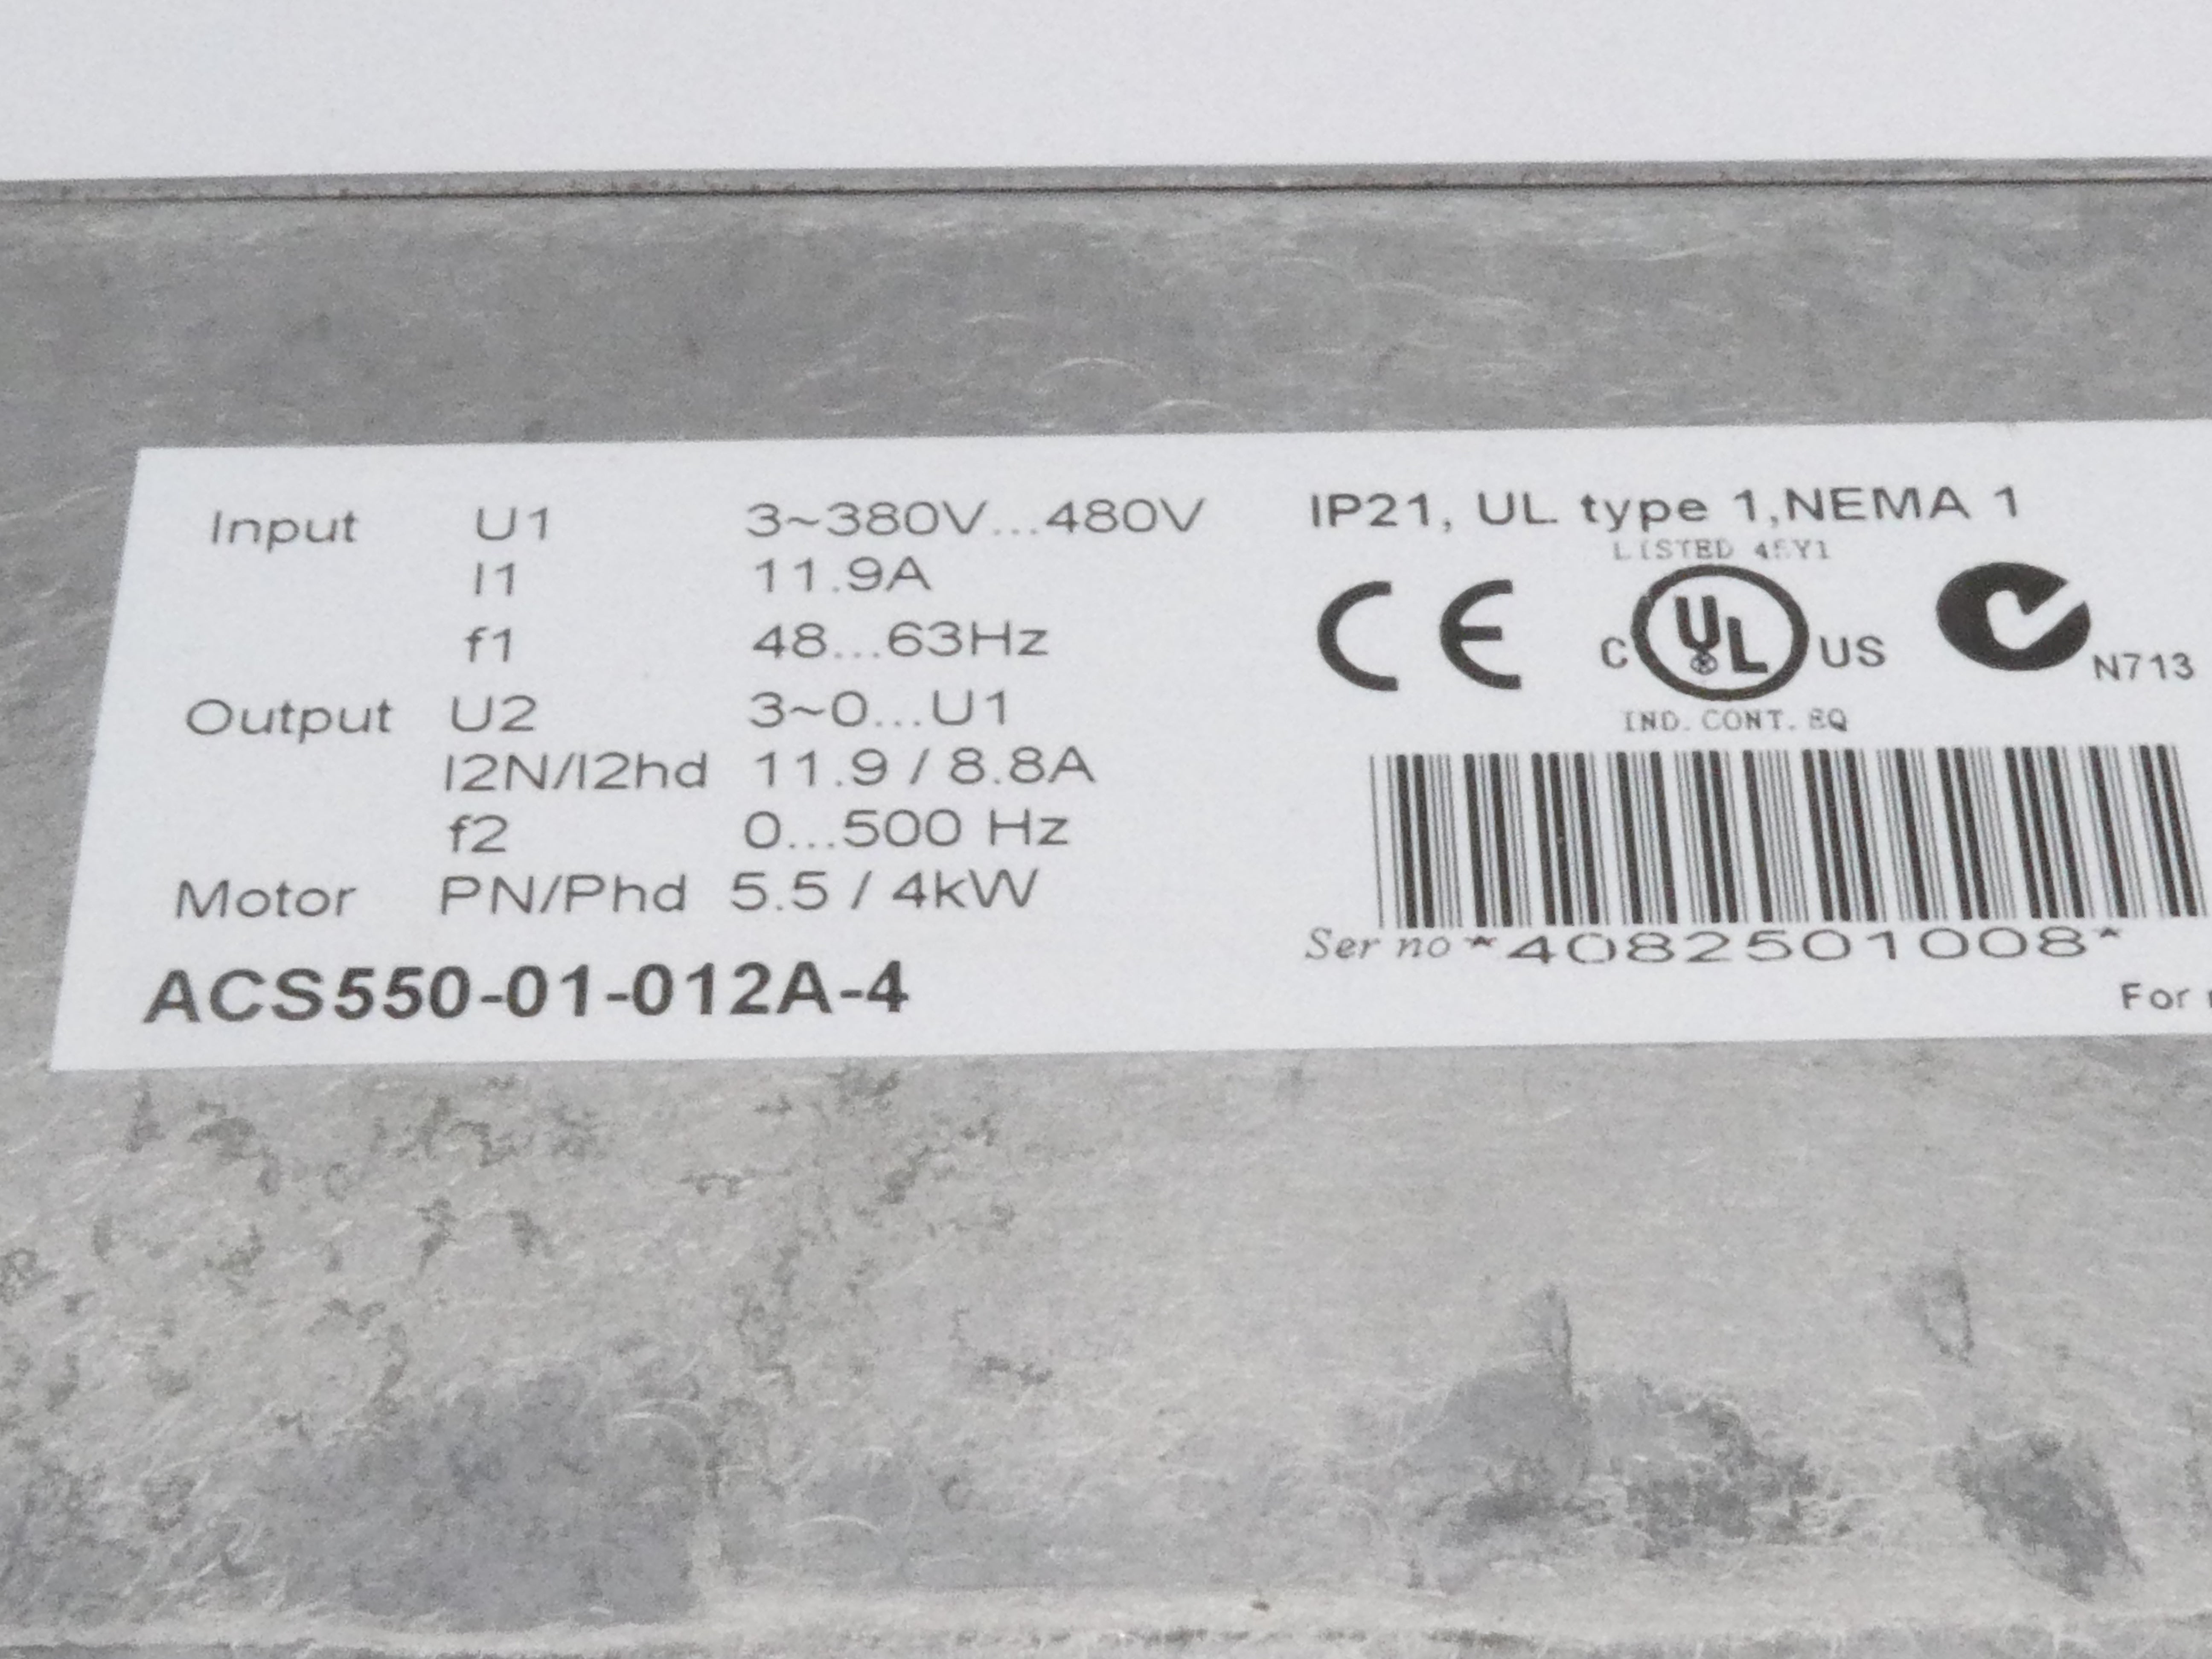 Input U1 3~380V...480V
I1 11.9A
f1 48...63Hz
Output U2 3~0...U1
I2N/I2hd 11.9 / 8.8A
f2 0...500 Hz
Motor PN/Phd 5.5 / 4kW
ACS550-01-012A-4
IP21, UL type 1,NEMA 1
LISTED 45Y1
CE C UL US N713
IND. CONT. EQ
Ser no *4082501008*
For